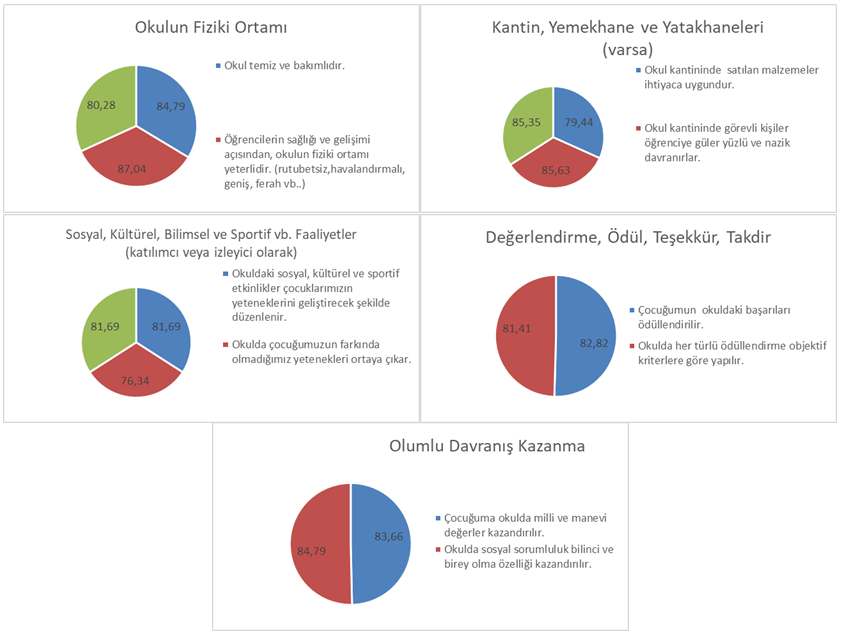 Okulun Fiziki Ortamı
80,28
84,79
87,04
Okul temiz ve bakımlıdır.
Öğrencilerin sağlığı ve gelişimi
açısından, okulun fiziki ortamı
yeterlidir. (rutubetsiz,havalandırmalı,
geniş, ferah vb..)
Kantin, Yemekhane ve Yatakhaneleri
(varsa)
85,35
79,44
85,63
Okul kantininde  satılan malzemeler
ihtiyaca uygundur.
Okul kantininde görevli kişiler
öğrenciye güler yüzlü ve nazik
davranırlar.
Sosyal, Kültürel, Bilimsel ve Sportif vb. Faaliyetler
(katılımcı veya izleyici olarak)
81,69
81,69
76,34
Okuldaki sosyal, kültürel ve sportif
etkinlikler çocuklarımızın
yeteneklerini geliştirecek şekilde
düzenlenir.
Okulda çocuğumuzun farkında
olmadığımız yetenekleri ortaya çıkar.
Değerlendirme, Ödül, Teşekkür, Takdir
81,41
82,82
Çocuğumun  okuldaki başarıları
ödüllendirilir.
Okulda her türlü ödüllendirme objektif
kriterlere göre yapılır.
Olumlu Davranış Kazanma
84,79
83,66
Çocuğuma okulda milli ve manevi
değerler kazandırılır.
Okulda sosyal sorumluluk bilinci ve
birey olma özelliği kazandırılır.